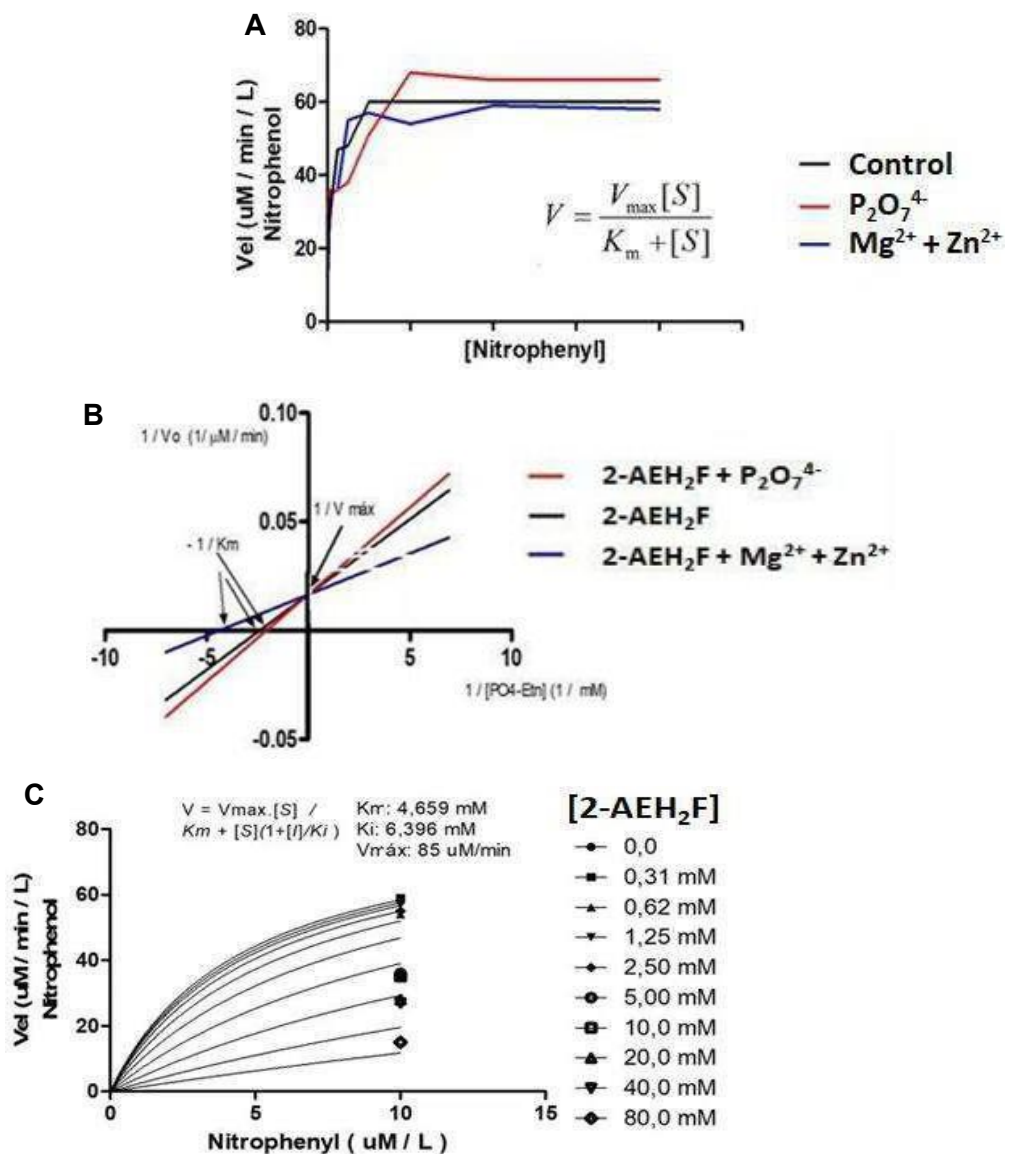 A
80
60
40
20
0
Vel (uM / min / L)
Nitrophenol
[Nitrophenyl]
V = Vmax[S] / Km + [S]
Control
P₂O₇⁴⁻
Mg²⁺ + Zn²⁺
B
1 / Vo (1/ μM / min)
0.10
0.05
-0.05
1 / V máx
- 1 / Km
-10
-5
5
10
1 / [PO4-Etn] (1 / mM)
2-AEH₂F + P₂O₇⁴⁻
2-AEH₂F
2-AEH₂F + Mg²⁺ + Zn²⁺
C
V = Vmax.[S] /
Km + [S](1+[I]/Ki )
Km: 4,659 mM
Ki: 6,396 mM
Vmáx: 85 uM/min
80
60
40
20
0
Vel (uM / min / L)
Nitrophenol
0
5
10
15
Nitrophenyl ( uM / L )
[2-AEH₂F]
0,0
0,31 mM
0,62 mM
1,25 mM
2,50 mM
5,00 mM
10,0 mM
20,0 mM
40,0 mM
80,0 mM